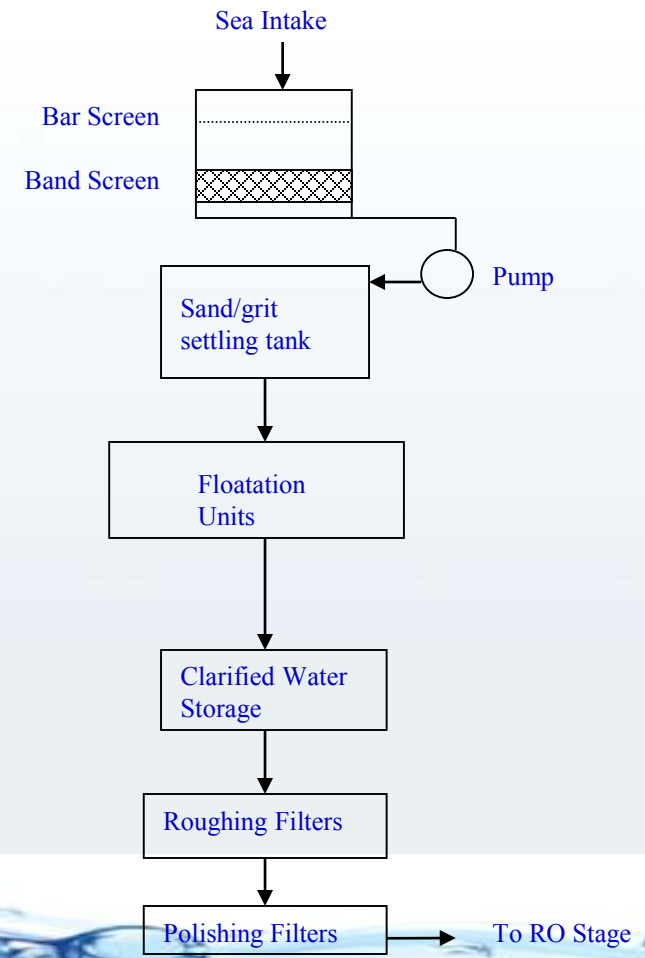 Sea Intake
Bar Screen
Band Screen
Pump
Sand/grit
settling tank
Floatation
Units
Clarified Water
Storage
Roughing Filters
Polishing Filters
To RO Stage